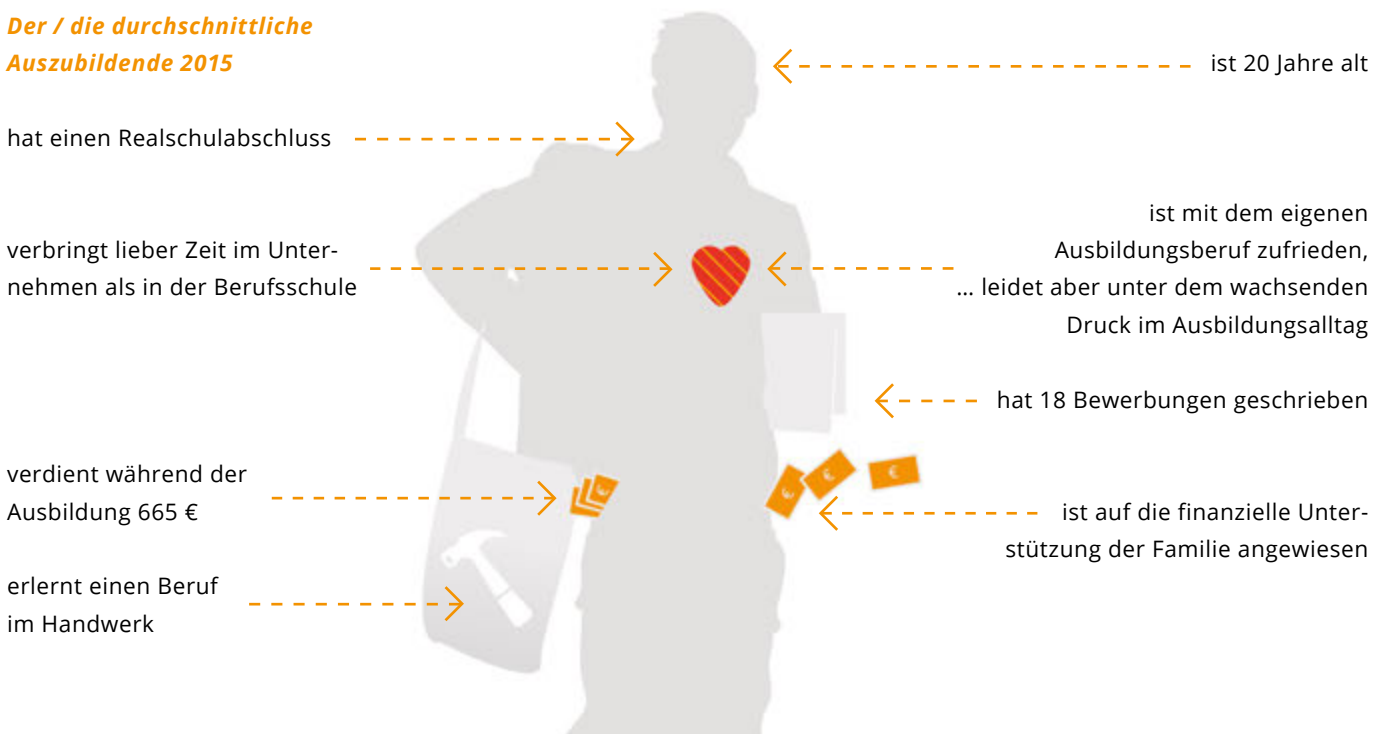 Der / die durchschnittliche
Auszubildende 2015
hat einen Realschulabschluss
verbringt lieber Zeit im Unter-
nehmen als in der Berufsschule
verdient während der
Ausbildung 665 €
erlernt einen Beruf
im Handwerk
ist 20 Jahre alt
ist mit dem eigenen
Ausbildungsberuf zufrieden,
... leidet aber unter dem wachsenden
Druck im Ausbildungsalltag
hat 18 Bewerbungen geschrieben
€
€
€
€
ist auf die finanzielle Unter-
stützung der Familie angewiesen